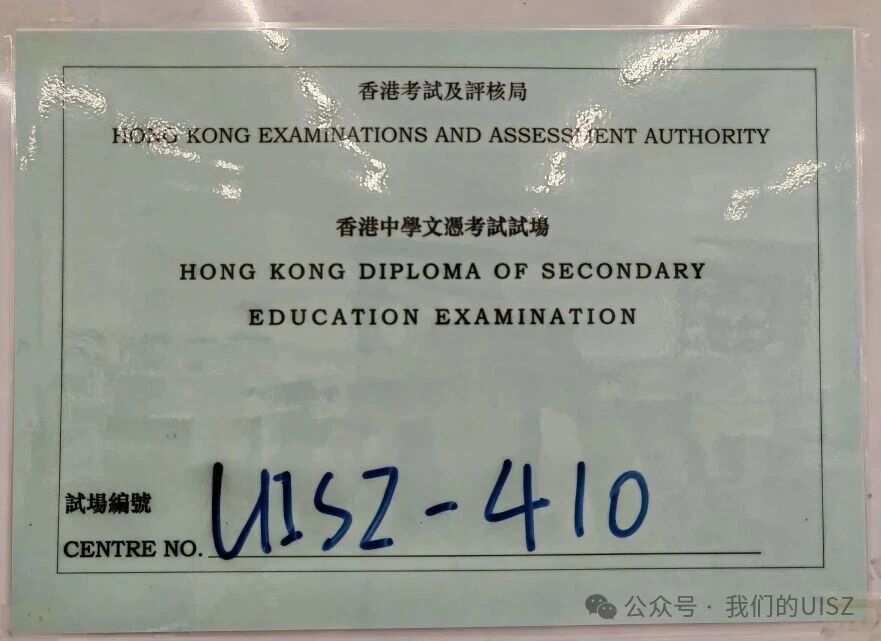 香港考試及評核局
HONG KONG EXAMINATIONS AND ASSESSMENT AUTHORITY
香港中學文憑考試試場
HONG KONG DIPLOMA OF SECONDARY
EDUCATION EXAMINATION
試場編號
CENTRE NO. UISZ-410
公众号 · 我们的UISZ